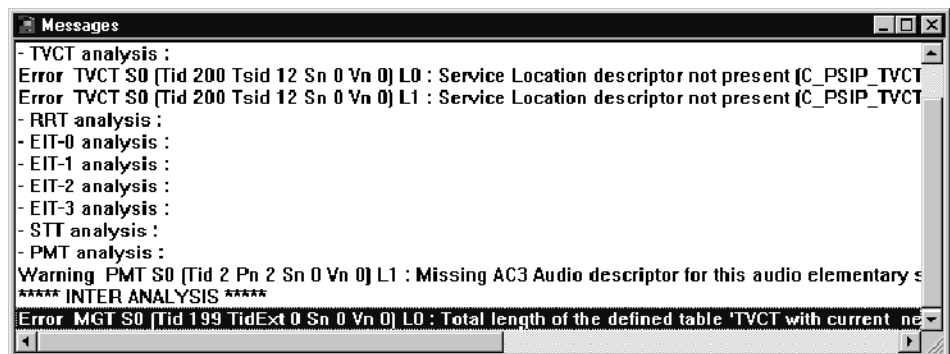 Messages
- TVCT analysis :
Error TVCT S0 (Tid 200 Tsid 12 Sn 0 Vn 0) L0 : Service Location descriptor not present (C_PSIP_TVCT
Error TVCT S0 (Tid 200 Tsid 12 Sn 0 Vn 0) L1 : Service Location descriptor not present (C_PSIP_TVCT
- RRT analysis :
- EIT-0 analysis :
- EIT-1 analysis :
- EIT-2 analysis :
- EIT-3 analysis :
- STT analysis :
- PMT analysis :
Warning PMT S0 (Tid 2 Pn 2 Sn 0 Vn 0) L1 : Missing AC3 Audio descriptor for this audio elementary s
***** INTER ANALYSIS *****
Error MGT S0 (Tid 199 TidExt 0 Sn 0 Vn 0) L0 : Total length of the defined table 'TVCT with current_ne